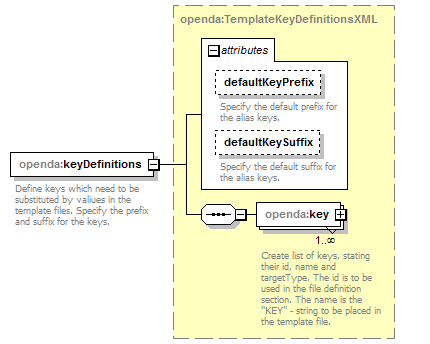 openda:TemplateKeyDefinitionsXML
attributes
defaultKeyPrefix
Specify the default prefix for
the alias keys.
defaultKeySuffix
Specify the default suffix for
the alias keys.
openda:keyDefinitions
Define keys which need to be
substituted by values in the
template files. Specify the prefix
and suffix for the keys.
openda:key
1..∞
Create list of keys, stating
their id, name and
targetType. The id is to be
used in the file definition
section. The name is the
"KEY" - string to be placed in
the template file.